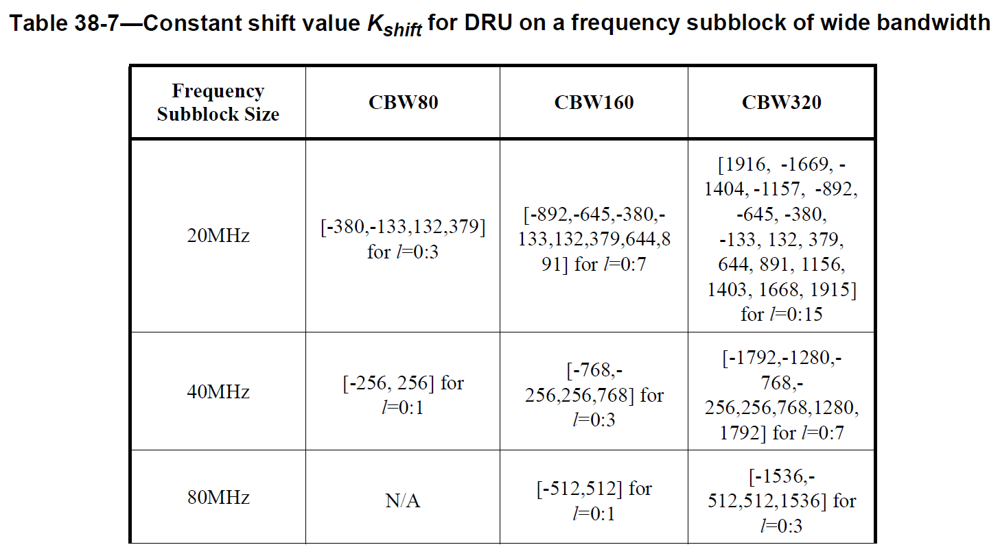 Table 38-7—Constant shift value Kshift for DRU on a frequency subblock of wide bandwidth
Frequency
Subblock Size
CBW80
CBW160
CBW320
20MHz
[-380,-133,132,379]
for l=0:3
[-892,-645,-380,-
133,132,379,644,8
91] for l=0:7
[1916, -1669, -
1404, -1157, -892,
-645, -380,
-133, 132, 379,
644, 891, 1156,
1403, 1668, 1915]
for l=0:15
40MHz
[-256, 256] for
l=0:1
[-768,-
256,256,768] for
l=0:3
[-1792,-1280,-
768,-
256,256,768,1280,
1792] for l=0:7
80MHz
N/A
[-512,512] for
l=0:1
[-1536,-
512,512,1536] for
l=0:3